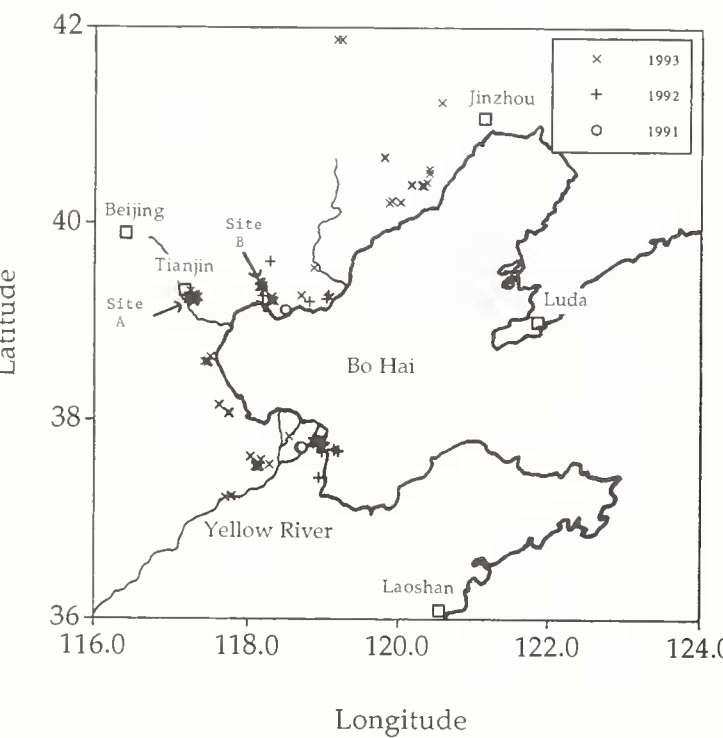 42
1993
1992
1991
Jinzhou
40
Beijing
Site
B
Tianjin
Site
A
Luda
Latitude
Bo Hai
38
Yellow River
Laoshan
36
116.0 118.0 120.0 122.0 124.0
Longitude